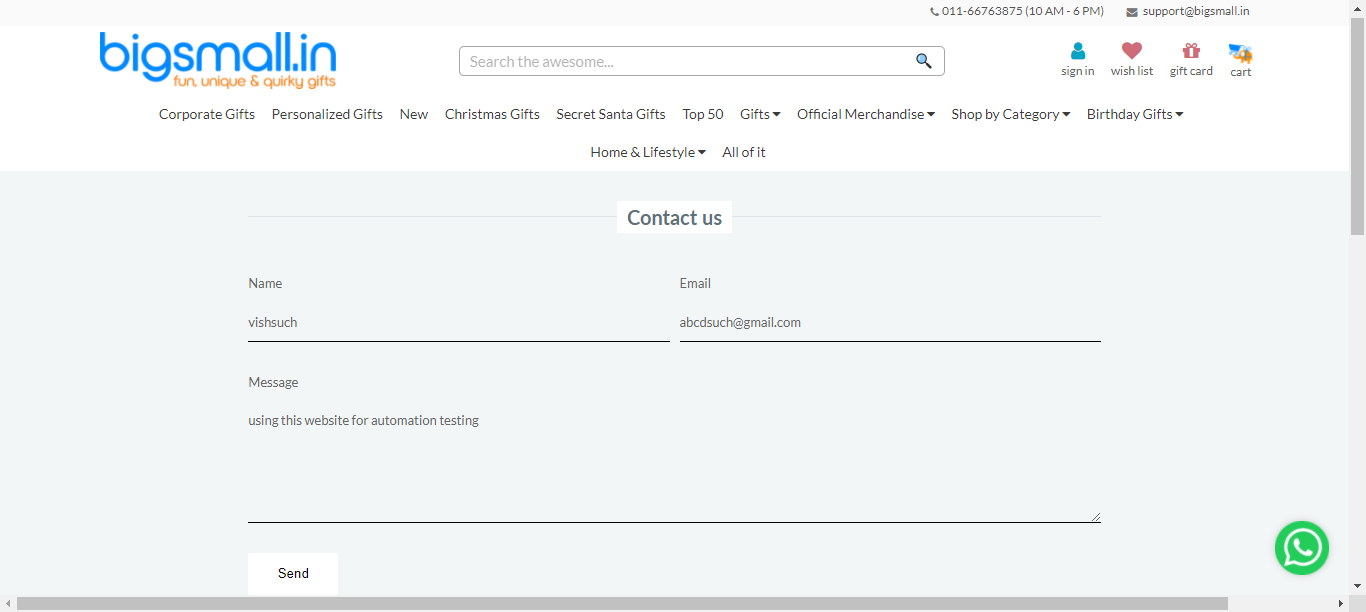 011-66763875 (10 AM - 6 PM) support@bigsmall.in
bigsmall.in
fun, unique & quirky gifts
Search the awesome...
sign in wish list gift card cart
Corporate Gifts Personalized Gifts New Christmas Gifts Secret Santa Gifts Top 50 Gifts Official Merchandise Shop by Category Birthday Gifts
Home & Lifestyle All of it
Contact us
Name Email
vishsuch abcdsuch@gmail.com
Message
using this website for automation testing
Send